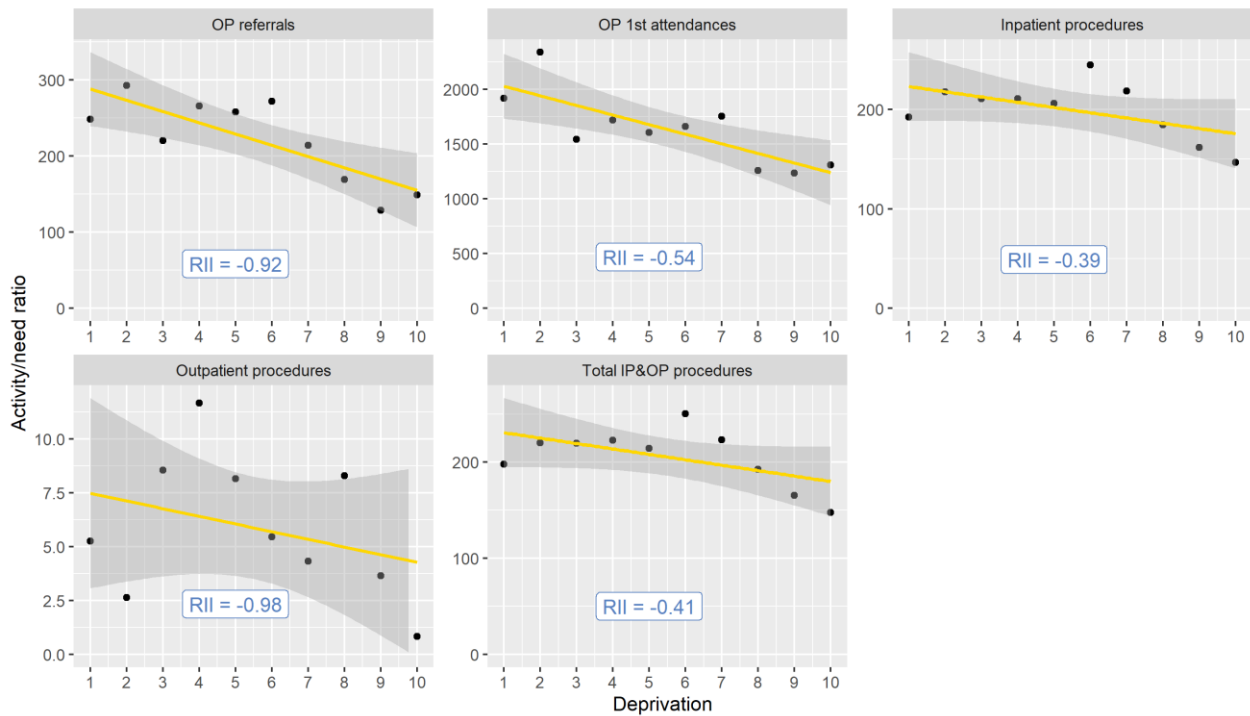 OP referrals
OP 1st attendances
Inpatient procedures
300
200
100
0
2000
1500
1000
500
0
200
100
0
RII = -0.92
RII = -0.54
RII = -0.39
1 2 3 4 5 6 7 8 9 10
1 2 3 4 5 6 7 8 9 10
1 2 3 4 5 6 7 8 9 10
Activity/need ratio
Outpatient procedures
Total IP&OP procedures
10.0
7.5
5.0
2.5
0.0
200
100
0
RII = -0.98
RII = -0.41
1 2 3 4 5 6 7 8 9 10
1 2 3 4 5 6 7 8 9 10
Deprivation